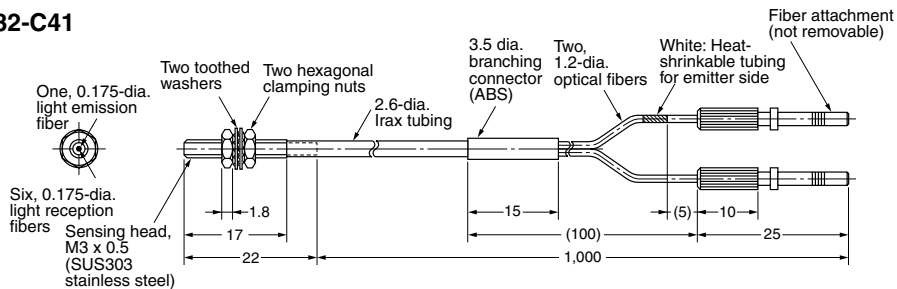 32-C41
Fiber attachment
(not removable)
3.5 dia.
branching
connector
(ABS)
Two,
1.2-dia.
optical fibers
White: Heat-
shrinkable tubing
for emitter side
Two toothed
washers
Two hexagonal
clamping nuts
One, 0.175-dia.
light emission
fiber
2.6-dia.
Irax tubing
Six, 0.175-dia.
light reception
fibers
Sensing head,
M3 x 0.5
(SUS303
stainless steel)
1.8
15
(5)
10
17
(100)
25
22
1,000